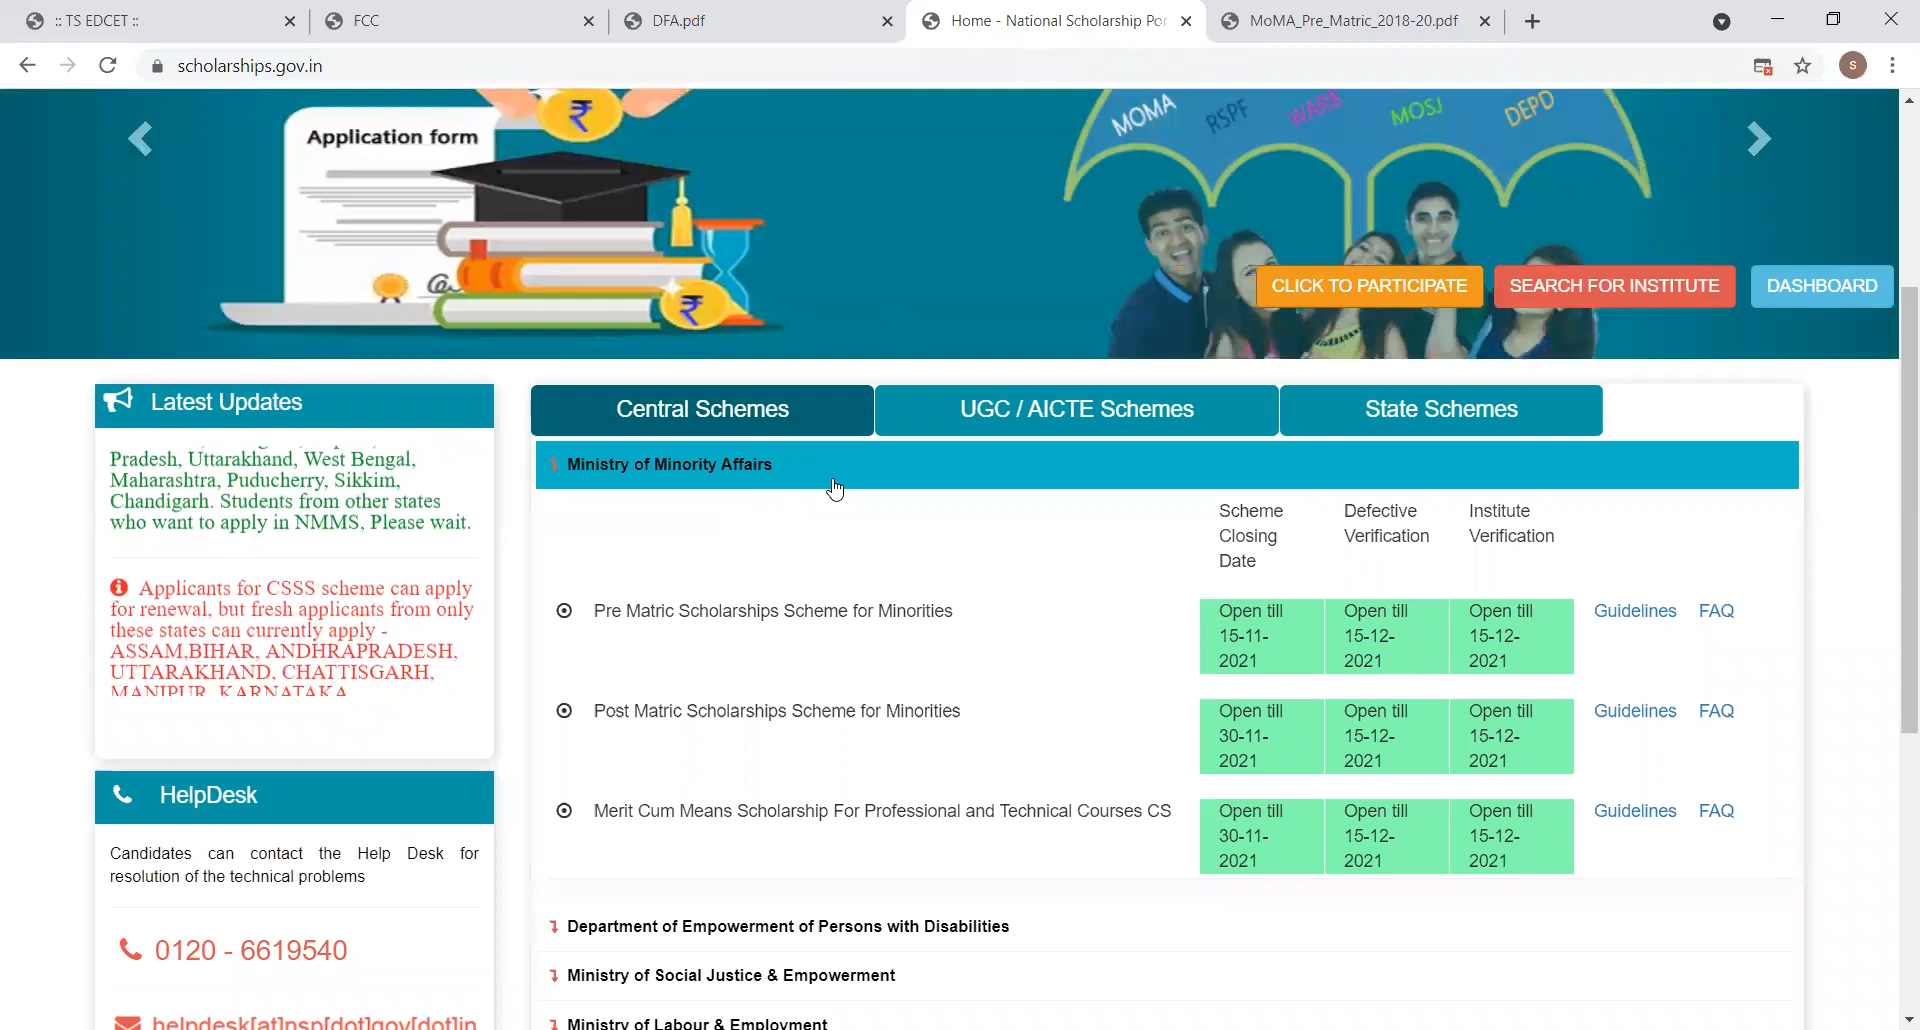 :: TS EDCET ::
FCC
DFA.pdf
Home - National Scholarship Por
MoMA_Pre_Matric_2018-20.pdf
scholarships.gov.in
S
Application form
₹
₹
MOMA
RSPF
WARS
MOSJ
DEPD
CLICK TO PARTICIPATE
SEARCH FOR INSTITUTE
DASHBOARD
Latest Updates
Pradesh, Uttarakhand, West Bengal,
Maharashtra, Puducherry, Sikkim,
Chandigarh. Students from other states
who want to apply in NMMS, Please wait.
Applicants for CSSS scheme can apply
for renewal, but fresh applicants from only
these states can currently apply -
ASSAM,BIHAR, ANDHRAPRADESH,
UTTARAKHAND, CHATTISGARH,
MANIPUR, KARNATAKA
HelpDesk
Candidates can contact the Help Desk for
resolution of the technical problems
0120 - 6619540
helpdesk[at]nsp[dot]gov[dot]in
Central Schemes
UGC / AICTE Schemes
State Schemes
Ministry of Minority Affairs
Scheme Closing Date
Defective Verification
Institute Verification
Pre Matric Scholarships Scheme for Minorities
Open till 15-11-2021
Open till 15-12-2021
Open till 15-12-2021
Guidelines
FAQ
Post Matric Scholarships Scheme for Minorities
Open till 30-11-2021
Open till 15-12-2021
Open till 15-12-2021
Guidelines
FAQ
Merit Cum Means Scholarship For Professional and Technical Courses CS
Open till 30-11-2021
Open till 15-12-2021
Open till 15-12-2021
Guidelines
FAQ
Department of Empowerment of Persons with Disabilities
Ministry of Social Justice & Empowerment
Ministry of Labour & Employment